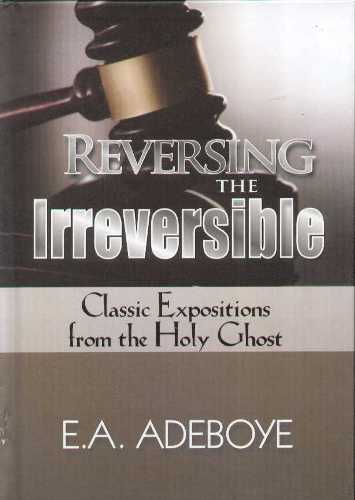 REVERSING
THE
Irreversible
Classic Expositions
from the Holy Ghost
E.A. ADEBOYE